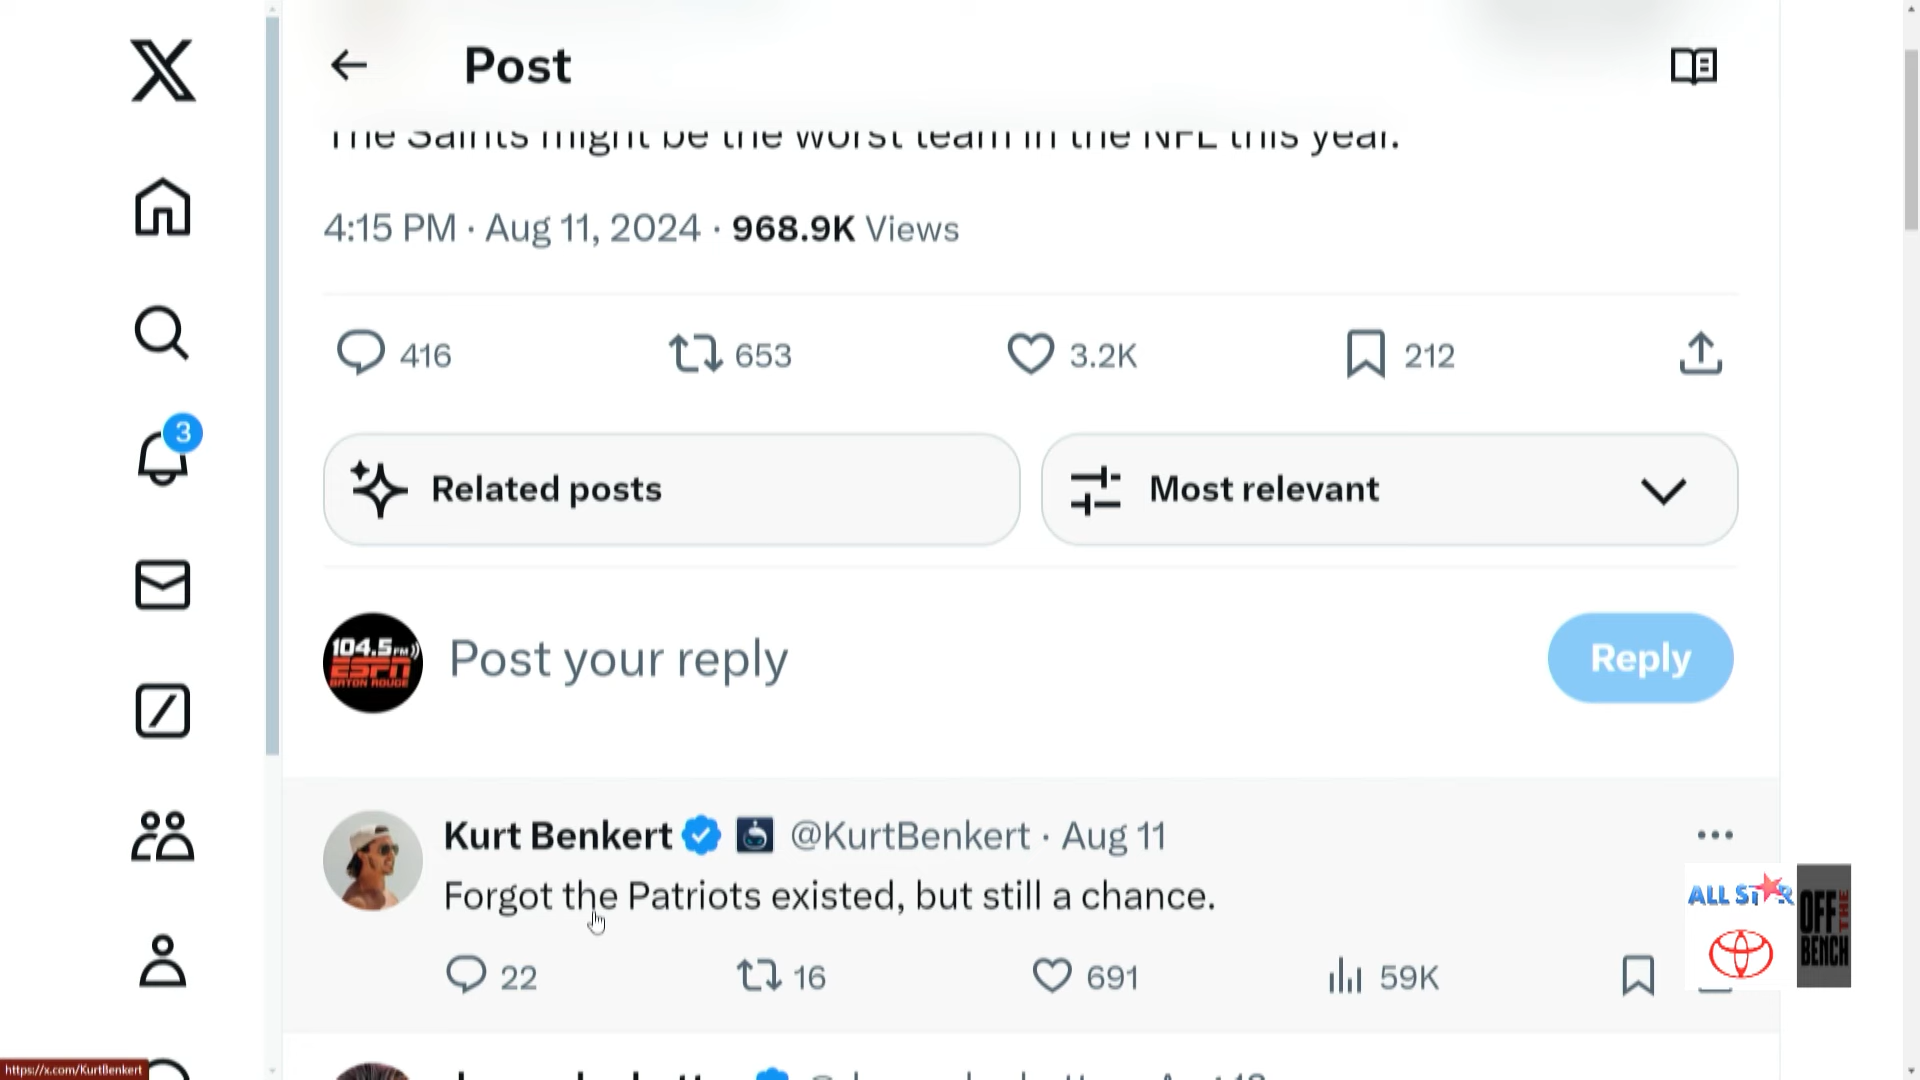 Post
The Saints might be the worst team in the NFL this year.
4:15 PM · Aug 11, 2024 · 968.9K Views
416 653 3.2K 212
3
Related posts
Most relevant
104.5 FM
ESPN
BATON ROUGE
Post your reply
Reply
Kurt Benkert @KurtBenkert · Aug 11
Forgot the Patriots existed, but still a chance.
22 16 691 59K
ALL STAR
OFF THE BENCH
https://x.com/KurtBenkert